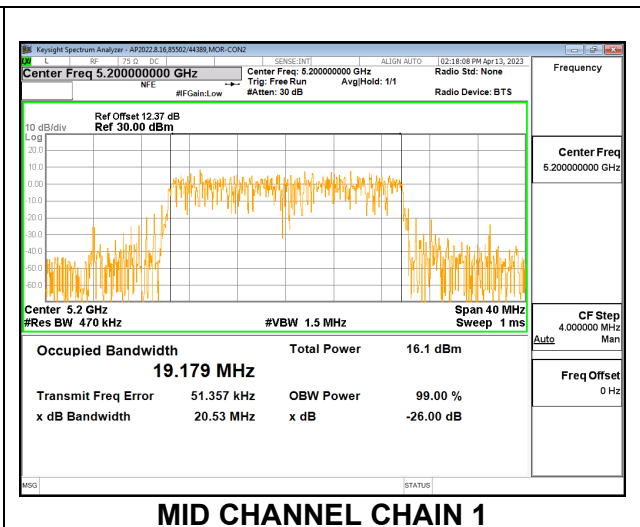 Keysight Spectrum Analyzer - AP2022.8.16,85502/44389,MOR-CON2
L RF 75 Ω DC SENSE:INT ALIGN AUTO 02:18:08 PM Apr 13, 2023
Center Freq 5.200000000 GHz
NFE
#IFGain:Low
Center Freq: 5.200000000 GHz
Trig: Free Run Avg|Hold: 1/1
#Atten: 30 dB
Radio Std: None
Radio Device: BTS
Frequency
Ref Offset 12.37 dB
10 dB/div Ref 30.00 dBm
Log
20.0
10.0
0.00
-10.0
-20.0
-30.0
-40.0
-50.0
-60.0
Center Freq
5.200000000 GHz
Center 5.2 GHz Span 40 MHz
#Res BW 470 kHz #VBW 1.5 MHz Sweep 1 ms
CF Step
4.000000 MHz
Auto Man
Occupied Bandwidth Total Power 16.1 dBm
19.179 MHz
Transmit Freq Error 51.357 kHz OBW Power 99.00 %
x dB Bandwidth 20.53 MHz x dB -26.00 dB
Freq Offset
0 Hz
MSG STATUS
MID CHANNEL CHAIN 1